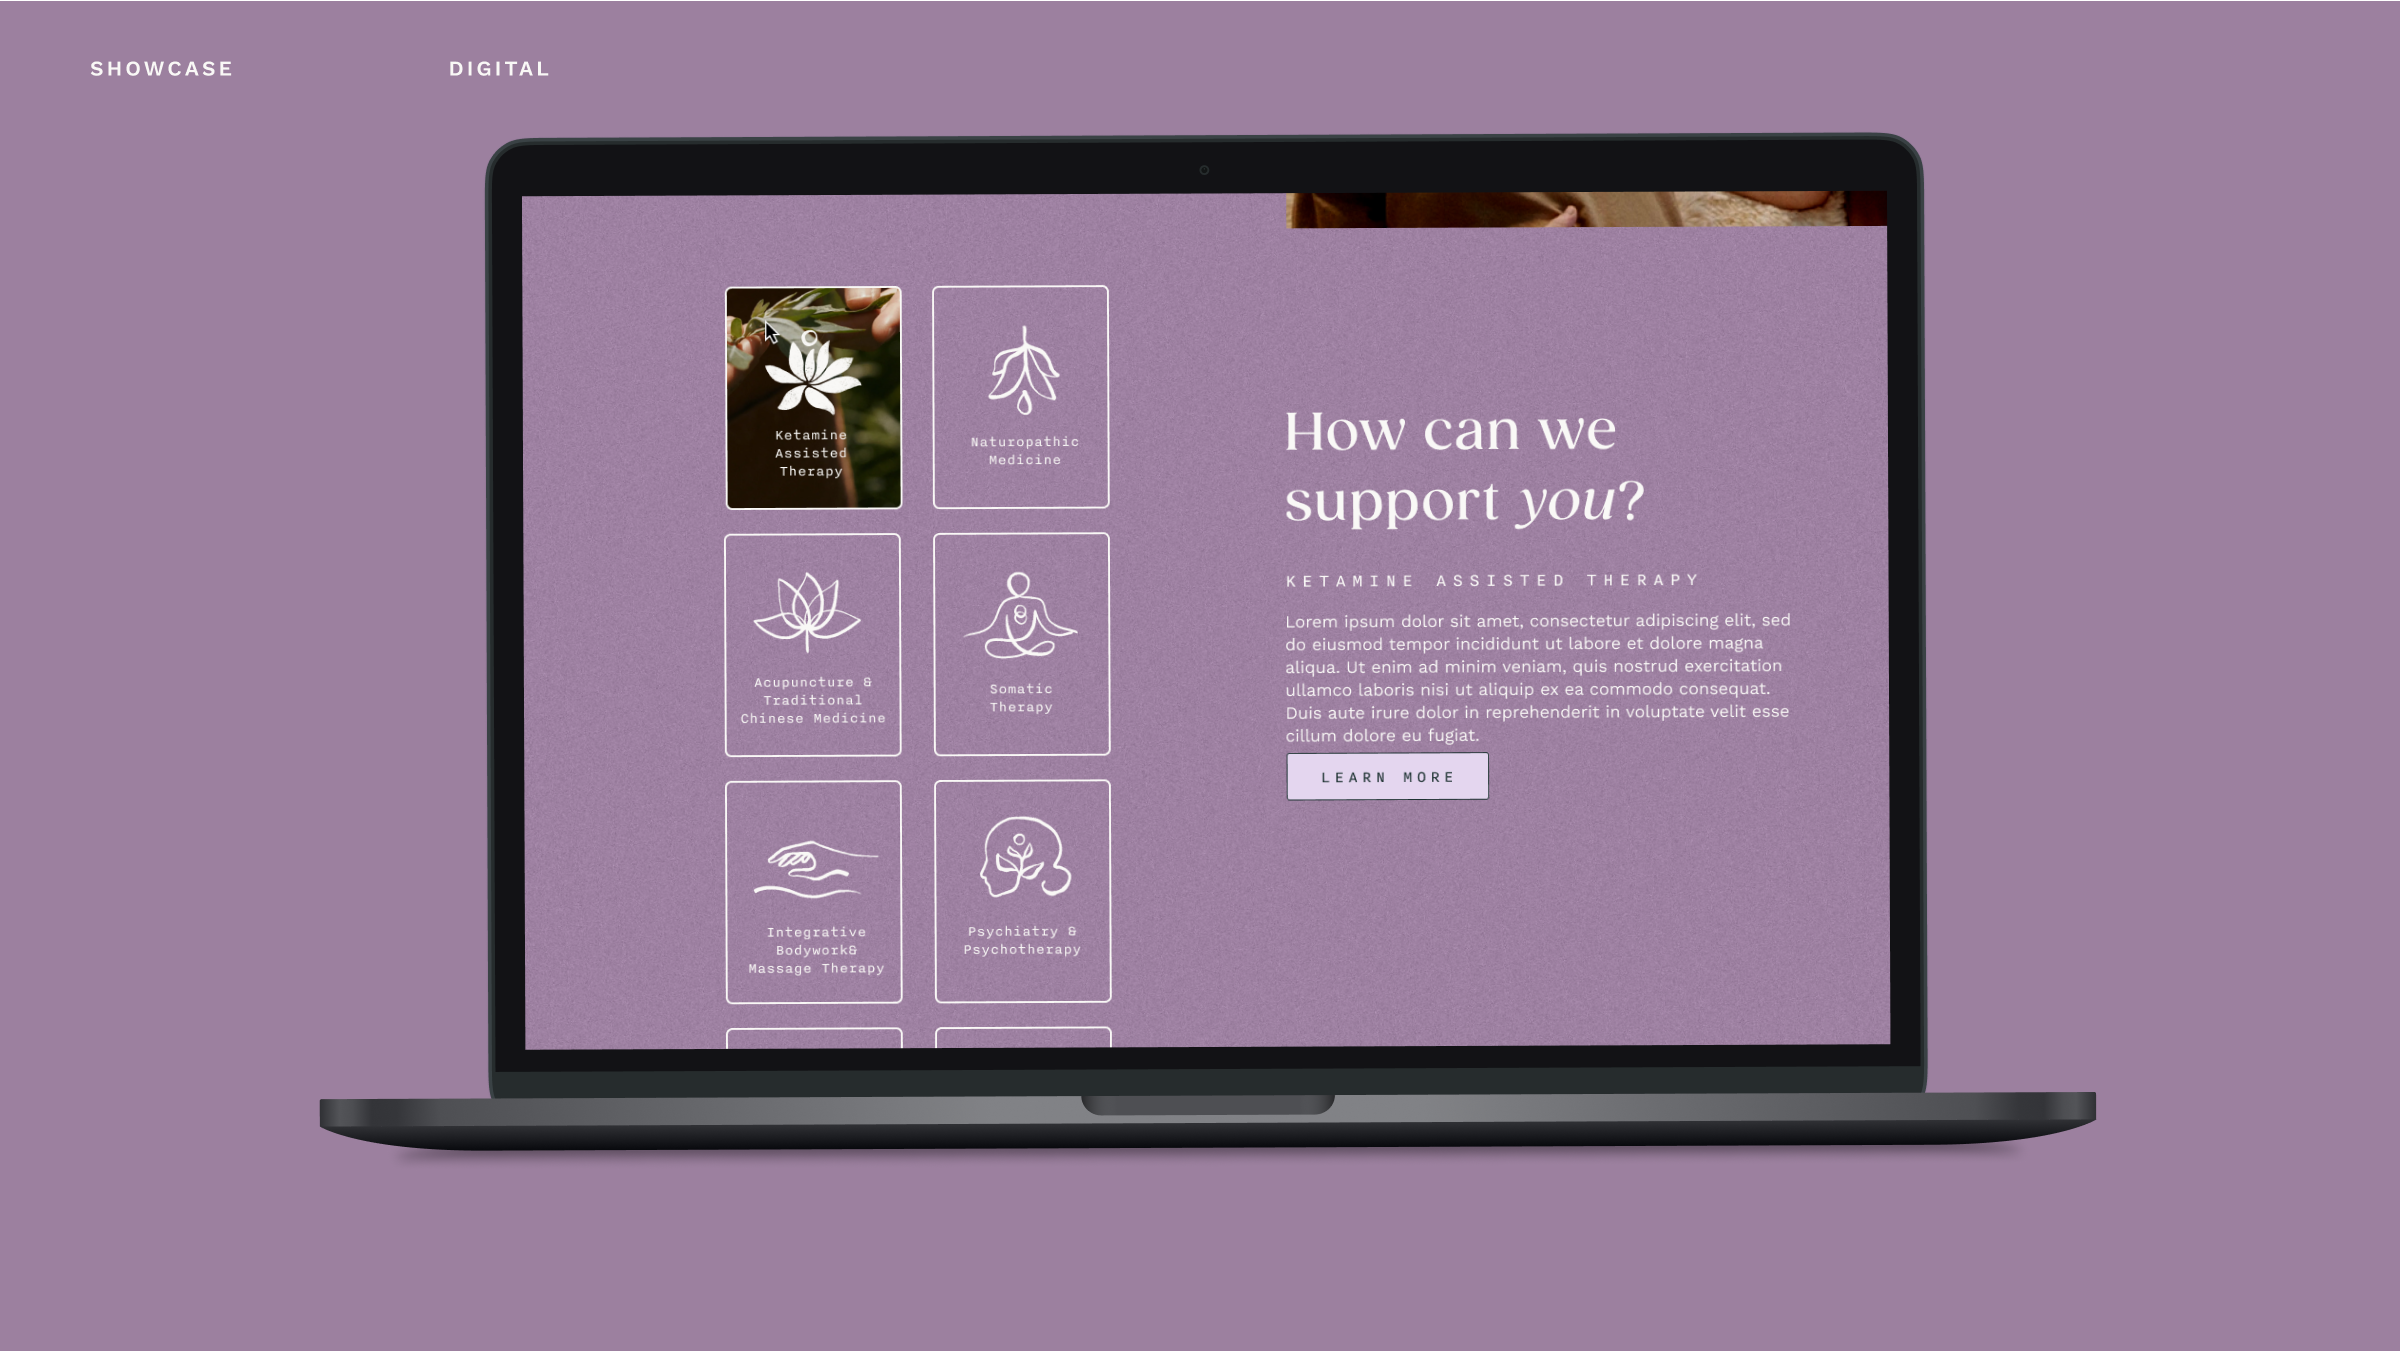 SHOWCASE
DIGITAL
Ketamine
Assisted
Therapy
Naturopathic
Medicine
Acupuncture &
Traditional
Chinese Medicine
Somatic
Therapy
Integrative
Bodywork&
Massage Therapy
Psychiatry &
Psychotherapy
How can we
support you?
KETAMINE ASSISTED THERAPY
Lorem ipsum dolor sit amet, consectetur adipiscing elit, sed
do eiusmod tempor incididunt ut labore et dolore magna
aliqua. Ut enim ad minim veniam, quis nostrud exercitation
ullamco laboris nisi ut aliquip ex ea commodo consequat.
Duis aute irure dolor in reprehenderit in voluptate velit esse
cillum dolore eu fugiat.
LEARN MORE